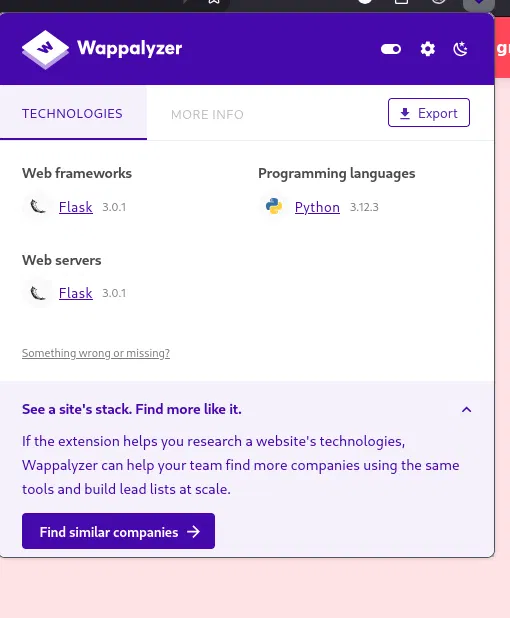 Wappalyzer
TECHNOLOGIES
MORE INFO
Export
Web frameworks
Flask 3.0.1
Programming languages
Python 3.12.3
Web servers
Flask 3.0.1
Something wrong or missing?
See a site's stack. Find more like it.
If the extension helps you research a website's technologies,
Wappalyzer can help your team find more companies using the same
tools and build lead lists at scale.
Find similar companies